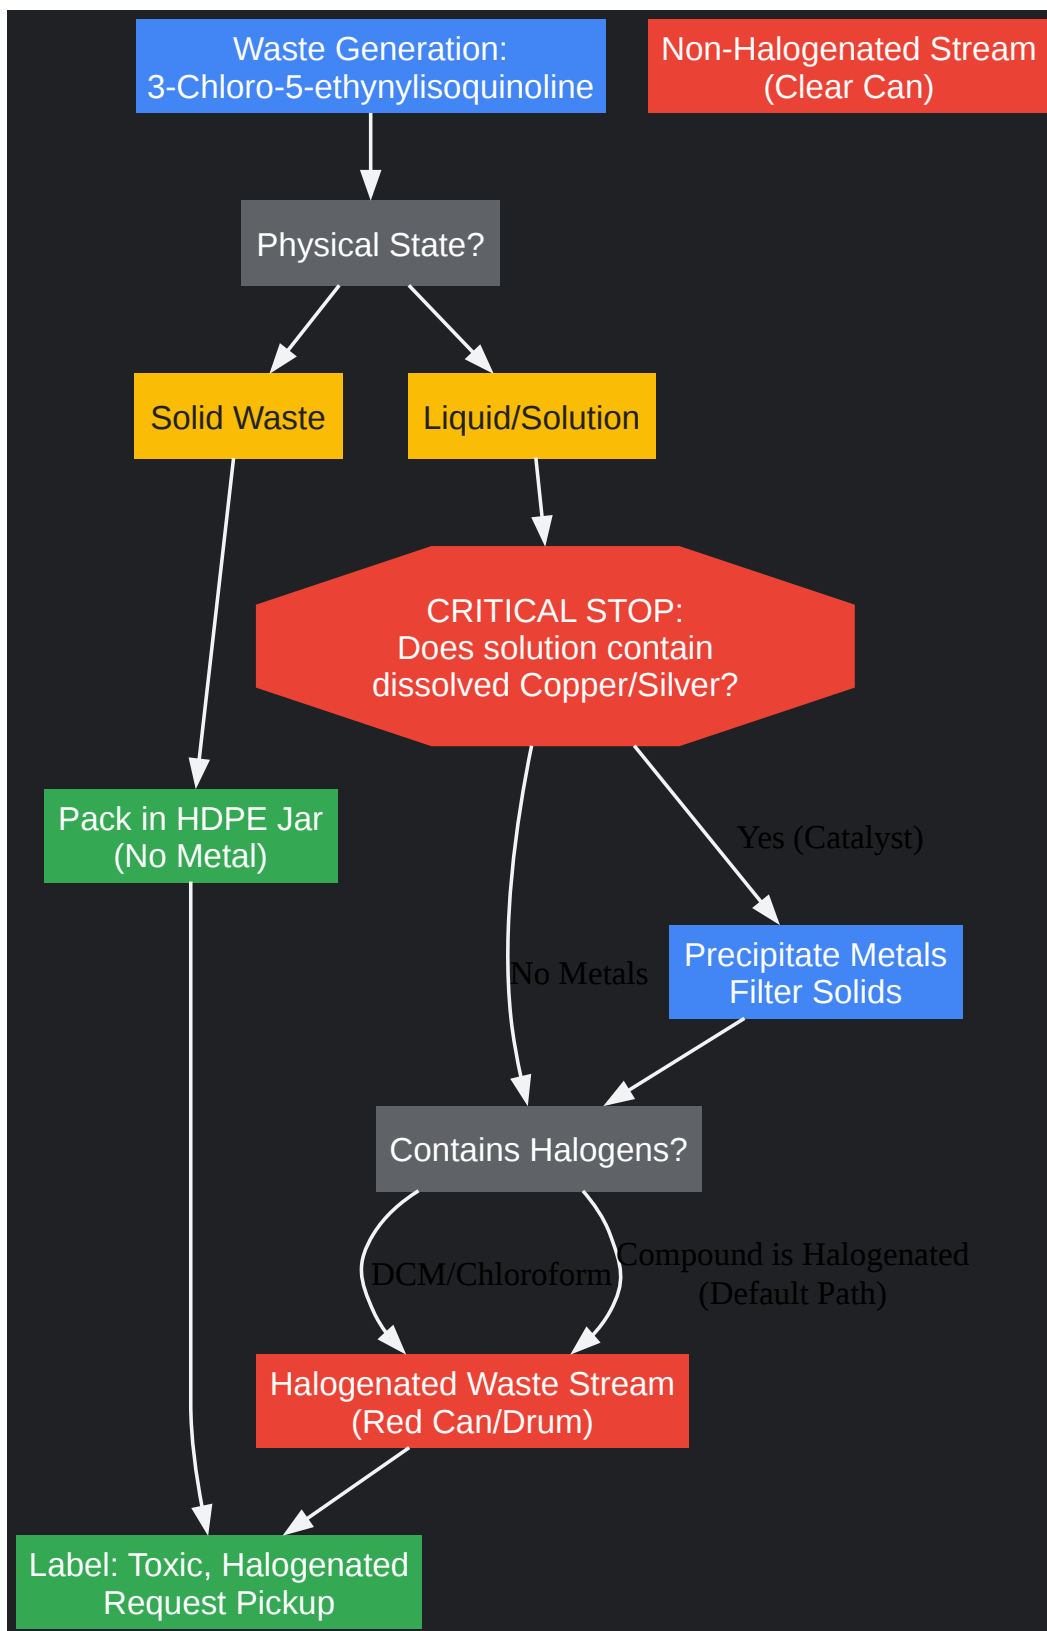 Waste Generation:
3-Chloro-5-ethynylisoquinoline
Non-Halogenated Stream
(Clear Can)
Physical State?
Solid Waste
Liquid/Solution
CRITICAL STOP:
Does solution contain
dissolved Copper/Silver?
Pack in HDPE Jar
(No Metal)
Yes (Catalyst)
No Metals
Precipitate Metals
Filter Solids
Contains Halogens?
DCM/Chloroform
Compound is Halogenated
(Default Path)
Halogenated Waste Stream
(Red Can/Drum)
Label: Toxic, Halogenated
Request Pickup